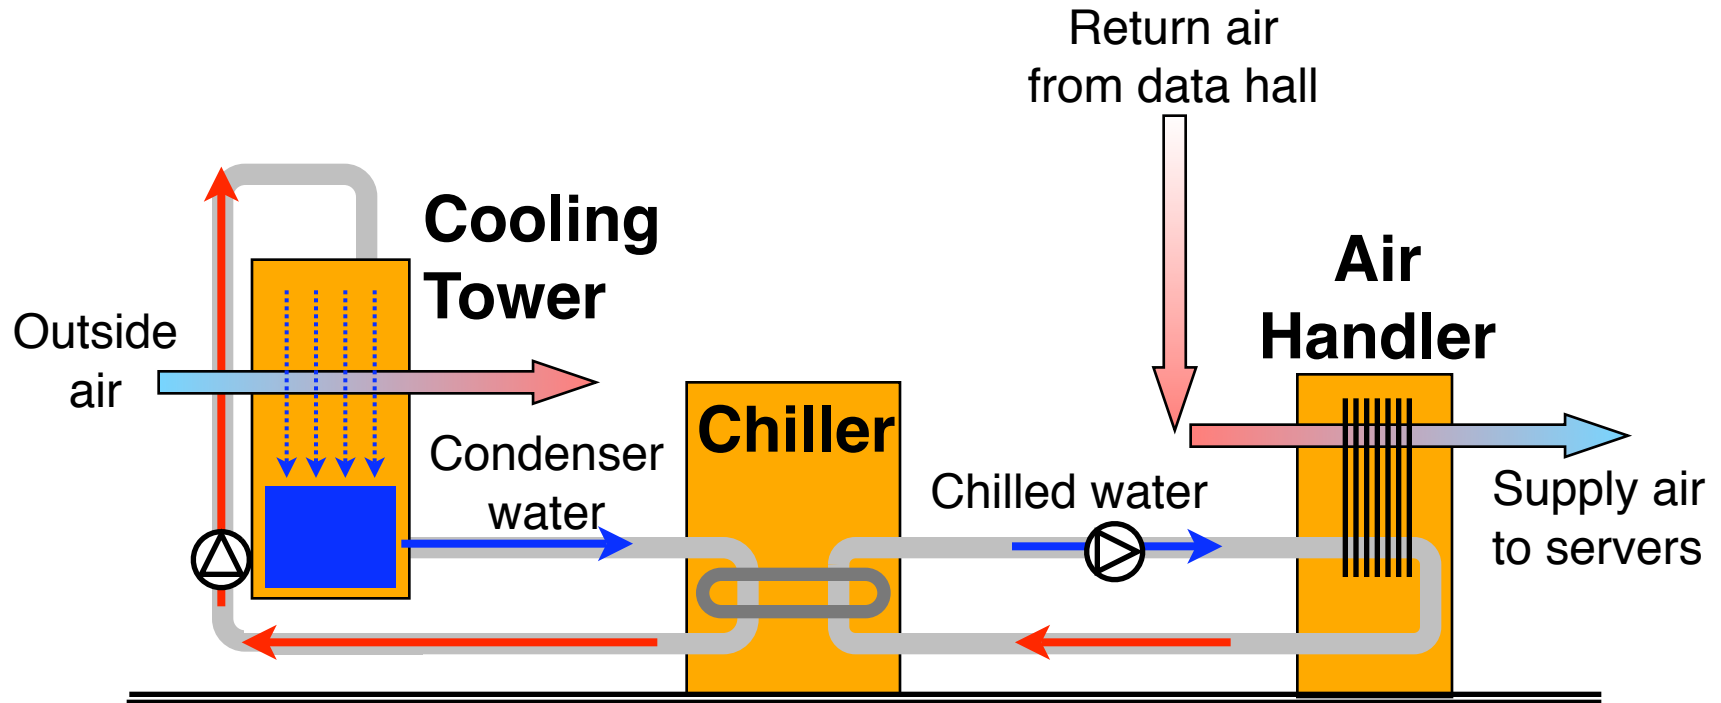 Return air
from data hall
Cooling
Tower
Air
Handler
Outside
air
Chiller
Condenser
water
Chilled water
Supply air
to servers